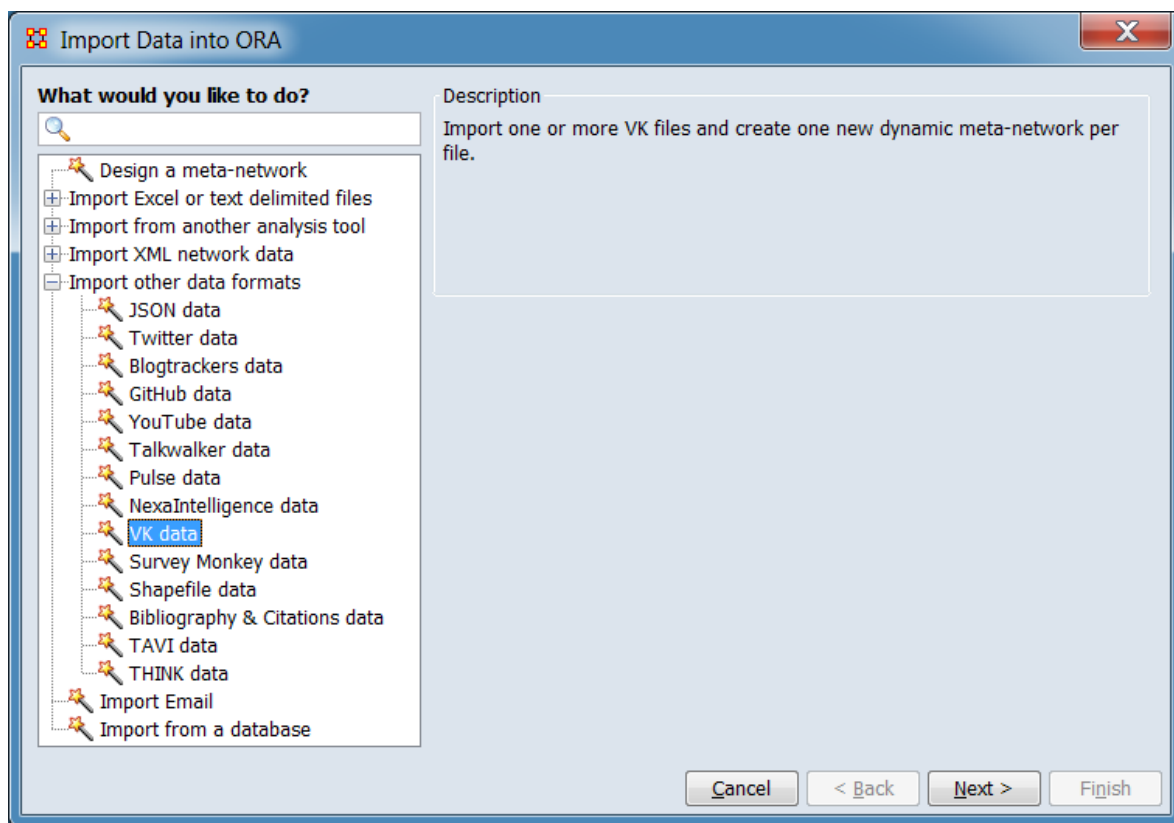 Import Data into ORA
X
What would you like to do?
Design a meta-network
Import Excel or text delimited files
Import from another analysis tool
Import XML network data
Import other data formats
JSON data
Twitter data
Blogtrackers data
GitHub data
YouTube data
Talkwalker data
Pulse data
NexaIntelligence data
VK data
Survey Monkey data
Shapefile data
Bibliography & Citations data
TAVI data
THINK data
Import Email
Import from a database
Description
Import one or more VK files and create one new dynamic meta-network per
file.
Cancel
< Back
Next >
Finish